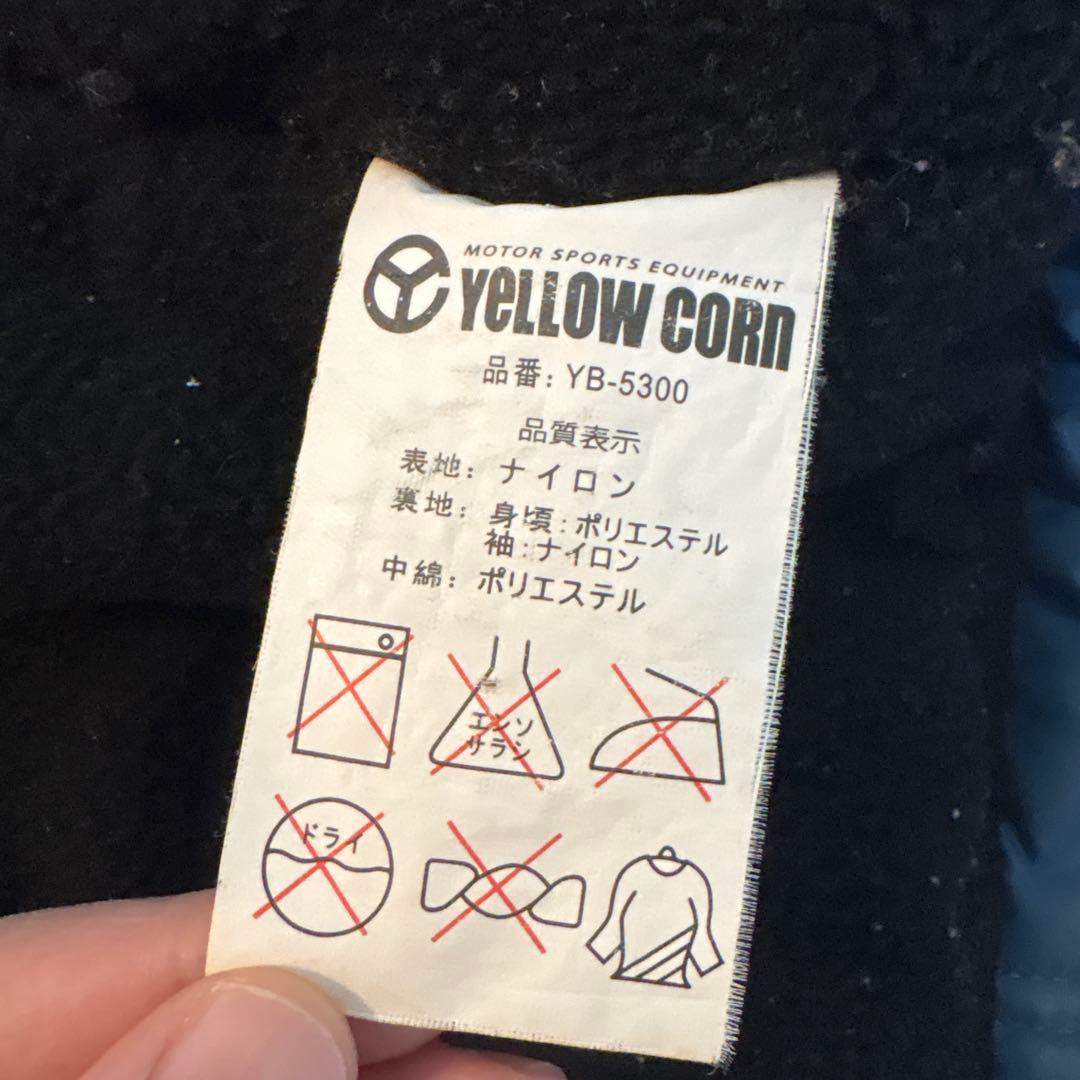 MOTOR SPORTS EQUIPMENT
YELLOW CORN
品番: YB-5300
品質表示
表地: ナイロン
裏地: 身頃:ポリエステル
袖:ナイロン
中綿: ポリエステル
エンソ
サラシ
ドライ